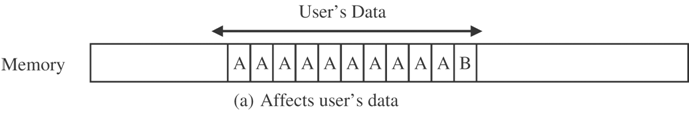 User's Data
Memory A A A A A A A A A A B
(a) Affects user's data